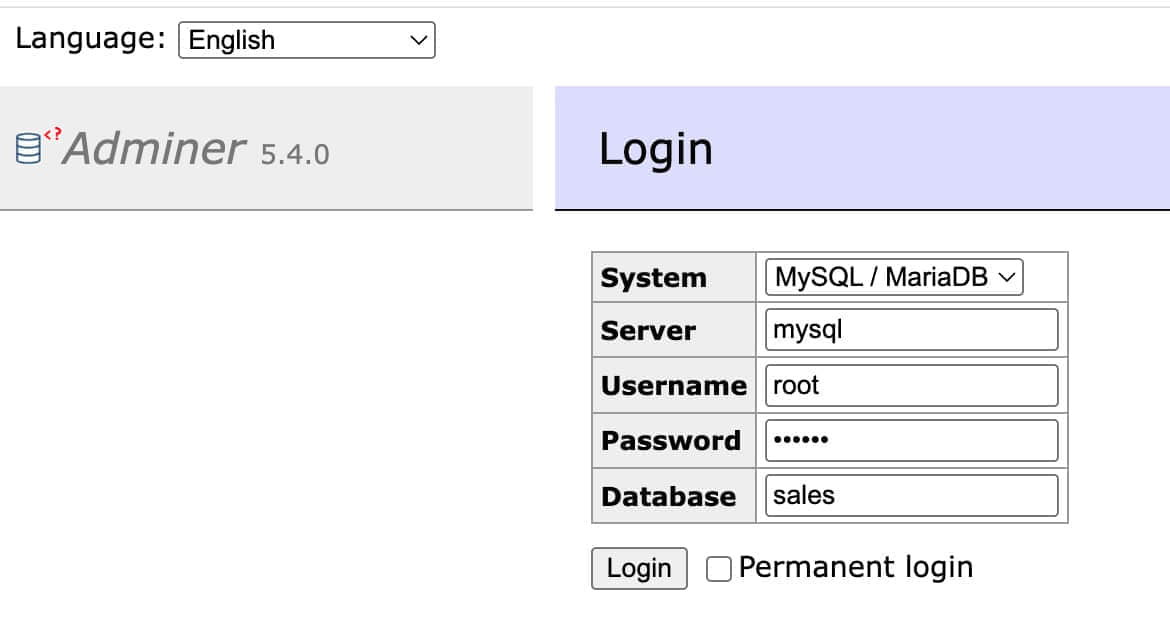 Language: English
<? Adminer 5.4.0
Login
System MySQL / MariaDB
Server mysql
Username root
Password ••••••
Database sales
Login Permanent login